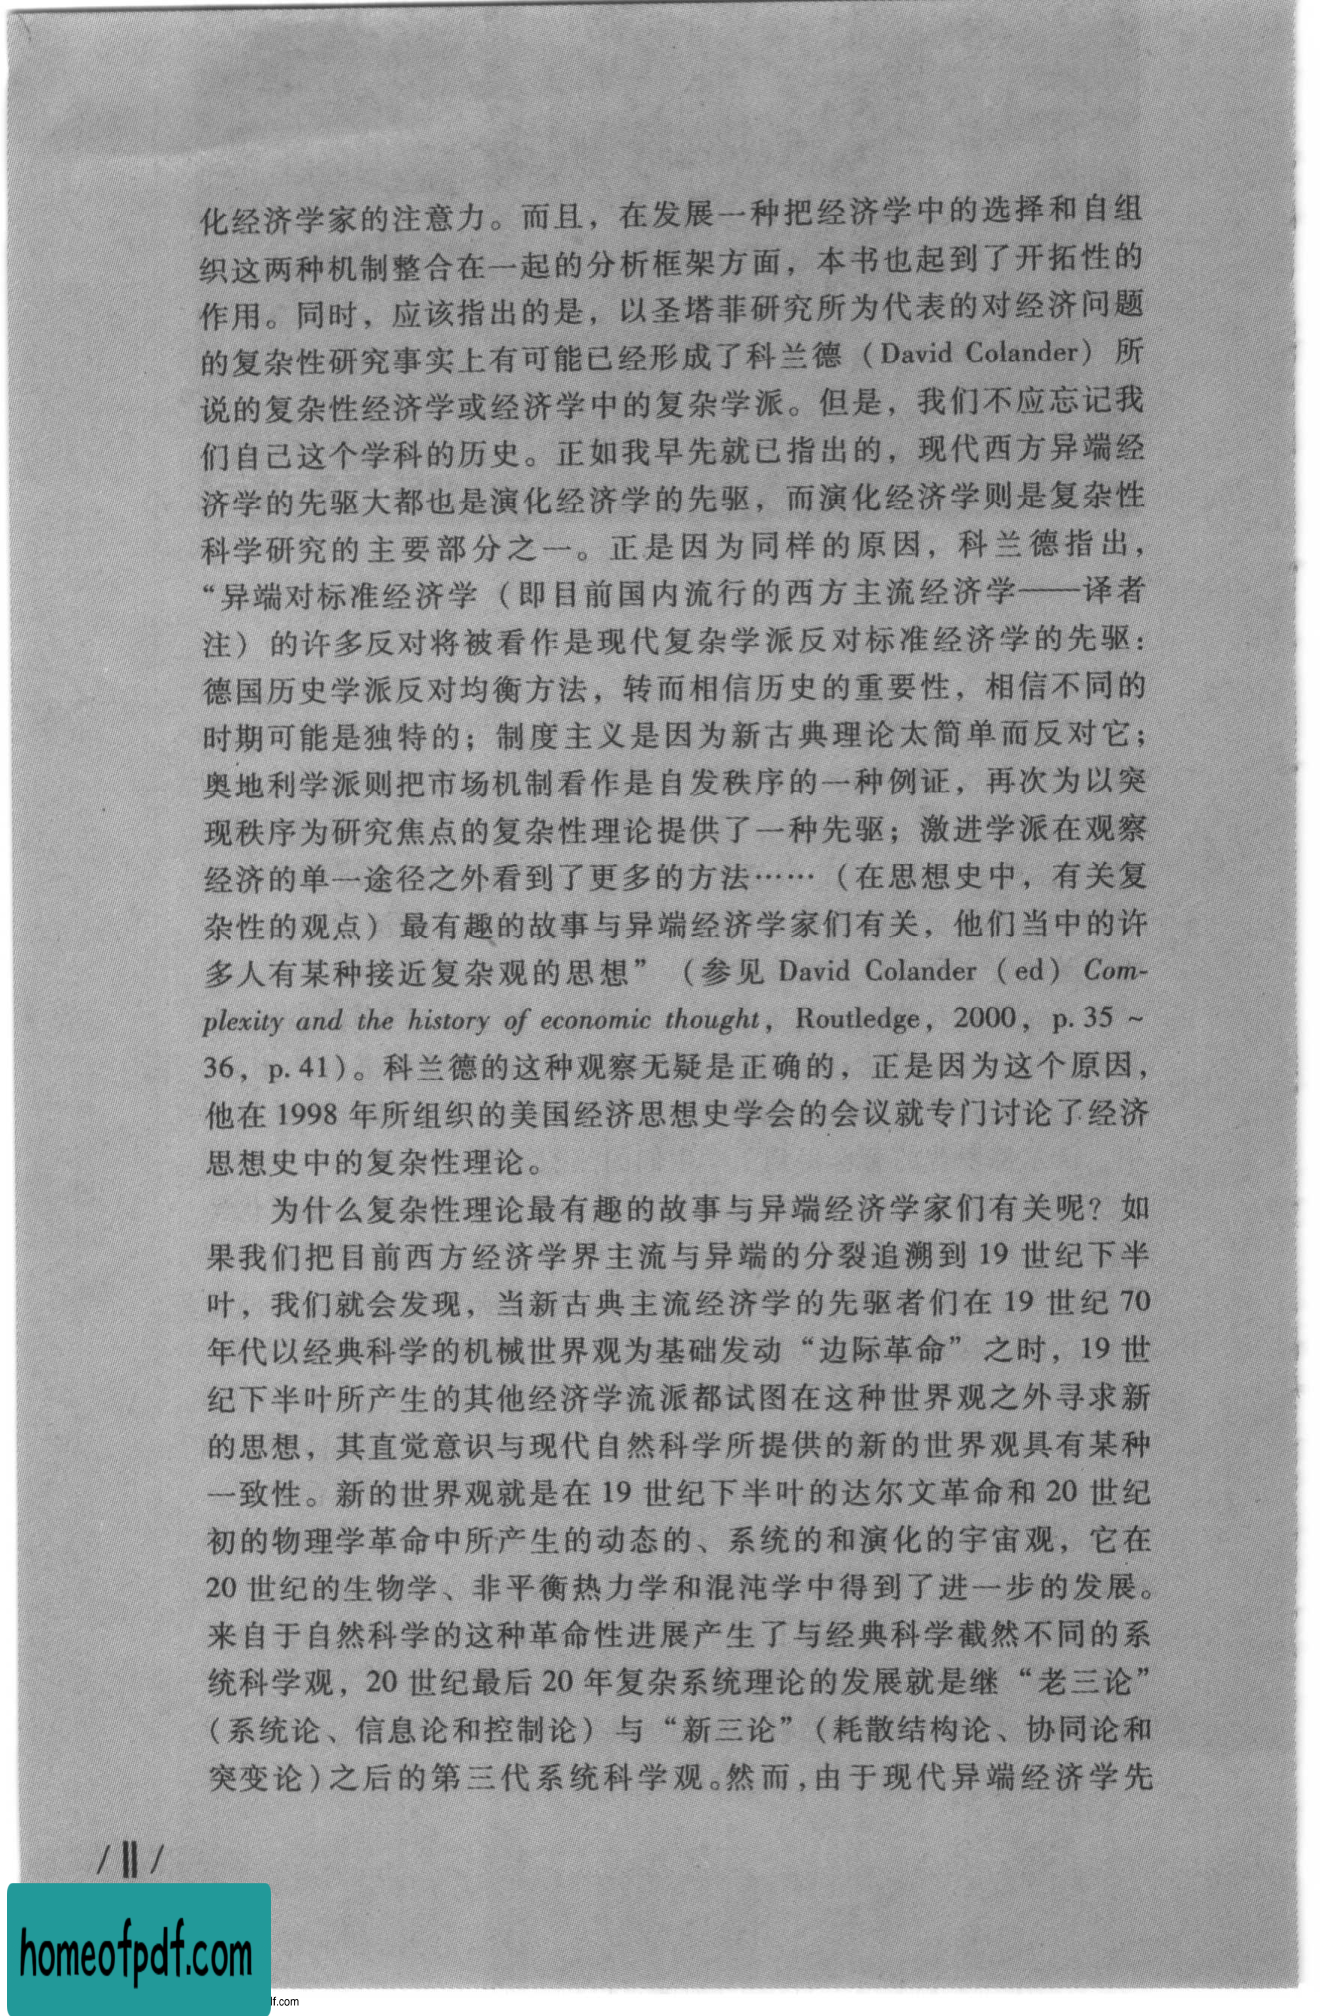 化经济学家的注意力。而且，在发展一种把经济学中的选择和自组
织这两种机制整合在一起的分析框架方面，本书也起到了开拓性的
作用。同时，应该指出的是，以圣塔菲研究所为代表的对经济问题
的复杂性研究事实上有可能已经形成了科兰德（David Colander）所
说的复杂性经济学或经济学中的复杂学派。但是，我们不应忘记我
们自己这个学科的历史。正如我早先就已指出的，现代西方异端经
济学的先驱大都也是演化经济学的先驱，而演化经济学则是复杂性
科学研究的主要部分之一。正是因为同样的原因，科兰德指出，
“异端对标准经济学（即目前国内流行的西方主流经济学——译者
注）的许多反对将被看作是现代复杂学派反对标准经济学的先驱：
德国历史学派反对均衡方法，转而相信历史的重要性，相信不同的
时期可能是独特的；制度主义是因为新古典理论太简单而反对它；
奥地利学派则把市场机制看作是自发秩序的一种例证，再次为以突
现秩序为研究焦点的复杂性理论提供了一种先驱；激进学派在观察
经济的单一途径之外看到了更多的方法……（在思想史中，有关复
杂性的观点）最有趣的故事与异端经济学家们有关，他们当中的许
多人有某种接近复杂观的思想”（参见 David Colander（ed）Com-
plexity and the history of economic thought，Routledge，2000，p. 35 ~
36，p. 41）。科兰德的这种观察无疑是正确的，正是因为这个原因，
他在 1998 年所组织的美国经济思想史学会的会议就专门讨论了经济
思想史中的复杂性理论。
为什么复杂性理论最有趣的故事与异端经济学家们有关呢？如
果我们把目前西方经济学界主流与异端的分裂追溯到 19 世纪下半
叶，我们就会发现，当新古典主流经济学的先驱者们在 19 世纪 70
年代以经典科学的机械世界观为基础发动“边际革命”之时，19 世
纪下半叶所产生的其他经济学流派都试图在这种世界观之外寻求新
的思想，其直觉意识与现代自然科学所提供的新的世界观具有某种
一致性。新的世界观就是在 19 世纪下半叶的达尔文革命和 20 世纪
初的物理学革命中所产生的动态的、系统的和演化的宇宙观，它在
20 世纪的生物学、非平衡热力学和混沌学中得到了进一步的发展。
来自于自然科学的这种革命性进展产生了与经典科学截然不同的系
统科学观，20 世纪最后 20 年复杂系统理论的发展就是继“老三论”
（系统论、信息论和控制论）与“新三论”（耗散结构论、协同论和
突变论）之后的第三代系统科学观。然而，由于现代异端经济学先
/ II /
homeofpdf.com
lf.com